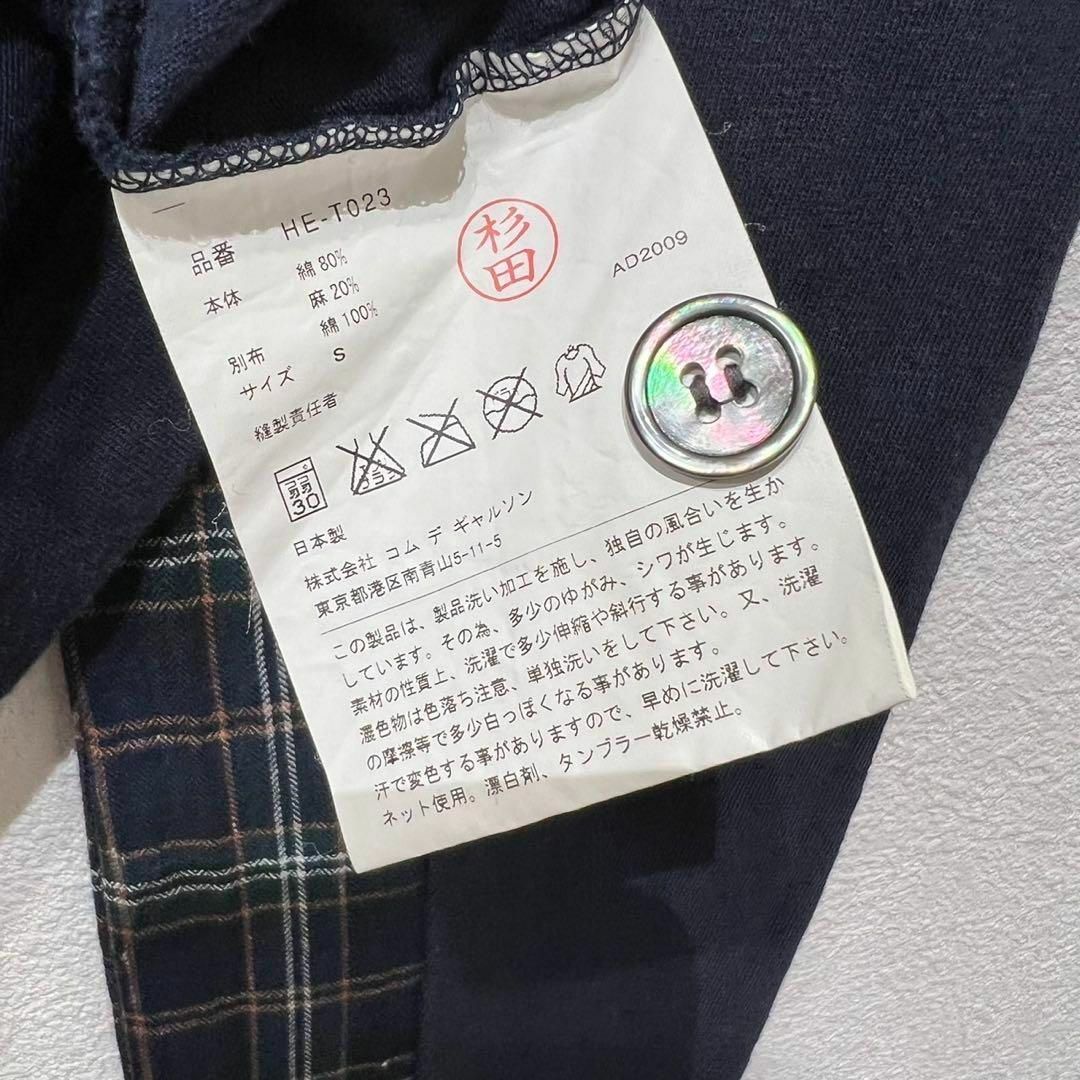 品番 HE-T023
本体 綿 80%
麻 20%
別布 綿 100%
サイズ S
縫製責任者
杉田
AD2009
弱
30
エンソ
サラシ
日本製
株式会社 コム デ ギャルソン
東京都港区南青山5-11-5
この製品は、製品洗い加工を施し、独自の風合いを生か
しています。その為、多少のゆがみ、シワが生じます。
素材の性質上、洗濯で多少伸縮や斜行する事があります。
濃色物は色落ち注意、単独洗いをして下さい。又、洗濯
の摩擦等で多少白っぽくなる事があります。
汗で変色する事がありますので、早めに洗濯して下さい。
ネット使用。漂白剤、タンブラー乾燥禁止。